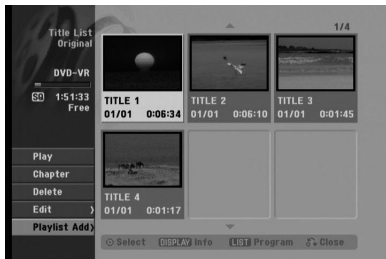 Title List
Original
1/4
DVD-VR
SQ 1:51:33
Free
TITLE 1
01/01 0:06:34
TITLE 2
01/01 0:06:10
TITLE 3
01/01 0:01:45
TITLE 4
01/01 0:01:17
Play
Chapter
Delete
Edit
Playlist Add
Select DISPLAY Info LIST Program Close